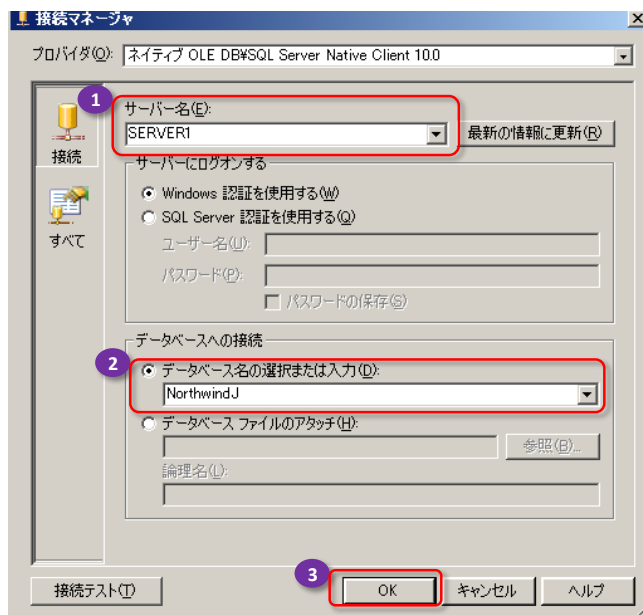 接続マネージャ
プロバイダ(O): ネイティブ OLE DB¥SQL Server Native Client 10.0
1
サーバー名(E):
SERVER1
最新の情報に更新(R)
接続
サーバーにログオンする
Windows 認証を使用する(W)
SQL Server 認証を使用する(Q)
すべて
ユーザー名(U):
パスワード(P):
パスワードの保存(S)
データベースへの接続
2
データベース名の選択または入力(D):
NorthwindJ
データベース ファイルのアタッチ(H):
参照(B)...
論理名(L):
3
接続テスト(T)
OK
キャンセル
ヘルプ